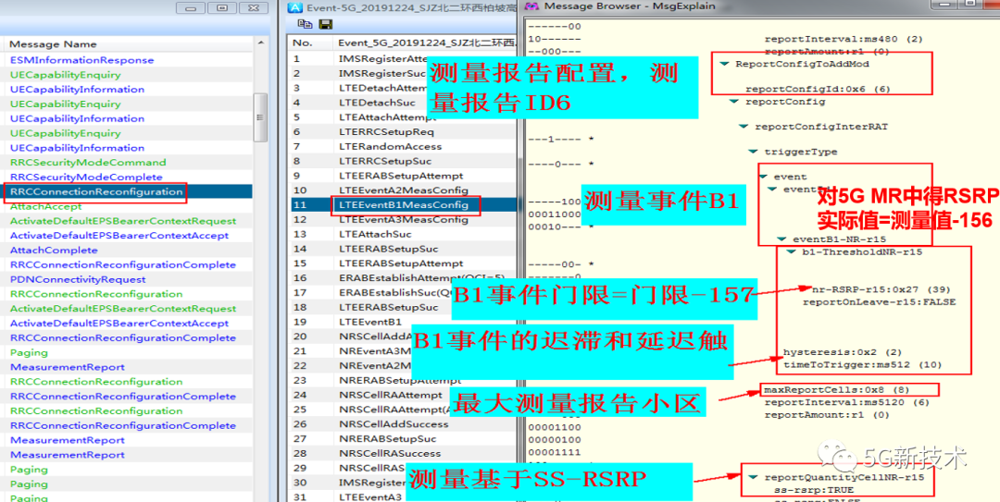 Message Name
ESMInformationResponse
UECapabilityEnquiry
UECapabilityInformation
UECapabilityEnquiry
UECapabilityInformation
UECapabilityEnquiry
UECapabilityInformation
RRCSecurityModeCommand
RRCSecurityModeComplete
RRCConnectionReconfiguration
AttachAccept
ActivateDefaultEPSBearerContextRequest
ActivateDefaultEPSBearerContextAccept
AttachComplete
RRCConnectionReconfigurationComplete
PDNConnectivityRequest
RRCConnectionReconfiguration
ActivateDefaultEPSBearerContextRequest
ActivateDefaultEPSBearerContextAccept
RRCConnectionReconfigurationComplete
Paging
MeasurementReport
RRCConnectionReconfiguration
RRCConnectionReconfigurationComplete
RRCConnectionReconfiguration
RRCConnectionReconfigurationComplete
MeasurementReport
MeasurementReport
Paging
Paging
Paging
Event-5G_20191224_SJZ北二环西柏坡高
No. Event_5G_20191224_SJZ北二环西
1 IMSRegisterAtte
2 IMSRegisterSuc
3 LTEDetachAttem
4 LTEDetachSuc
5 LTEAttachAttempt
6 LTERRCSetupReq
7 LTERandomAccess
8 LTERRCSetupSuc
9 LTEERABSetupAttempt
10 LTEEventA2MeasConfig
11 LTEEventB1MeasConfig
12 LTEEventA3MeasConfig
13 LTEAttachSuc
14 LTEERABSetupSuc
15 LTEERABSetupAttempt
16 ERABEstablishAttempt(QCI=5)
17 ERABEstablishSuc(QC
18 LTEERABSetupSuc
19 LTEEventB1
20 NRSCellAddA
21 NREventA3M
22 NREventA2M
23 NRERABSetupAttempt
24 NRSCellRAAttempt
25 NRSCellRAAttempt(A
26 NRSCellAddSuccess
27 NRERABSetupSuc
28 NRSCellRASuccess
29 NRSCellRAS
30 IMSRegister
31 LTEEventA3
Message Browser - MsgExplain
------00
10------ reportInterval:ms480 (2)
--000--- reportAmount:r1 (0)
ReportConfigToAddMod
reportConfigId:0x6 (6)
reportConfig
reportConfigInterRAT
---1---- *
triggerType
----0--- *
event
event
-----100
00011000
00010--- *
eventB1-NR-r15
b1-ThresholdNR-r15
-----00- *
-------0
nr-RSRP-r15:0x27 (39)
reportOnLeave-r15:FALSE
hysteresis:0x2 (2)
timeToTrigger:ms512 (10)
maxReportCells:0x8 (8)
reportInterval:ms5120 (6)
reportAmount:r1 (0)
00001100
00000100
00001111
reportQuantityCellNR-r15
ss-rsrp:TRUE
测量报告配置，测
量报告ID6
测量事件B1
对5G MR中得RSRP
实际值=测量值-156
B1事件门限=门限-157
B1事件的迟滞和延迟触
最大测量报告小区
测量基于SS-RSRP
5G新技术